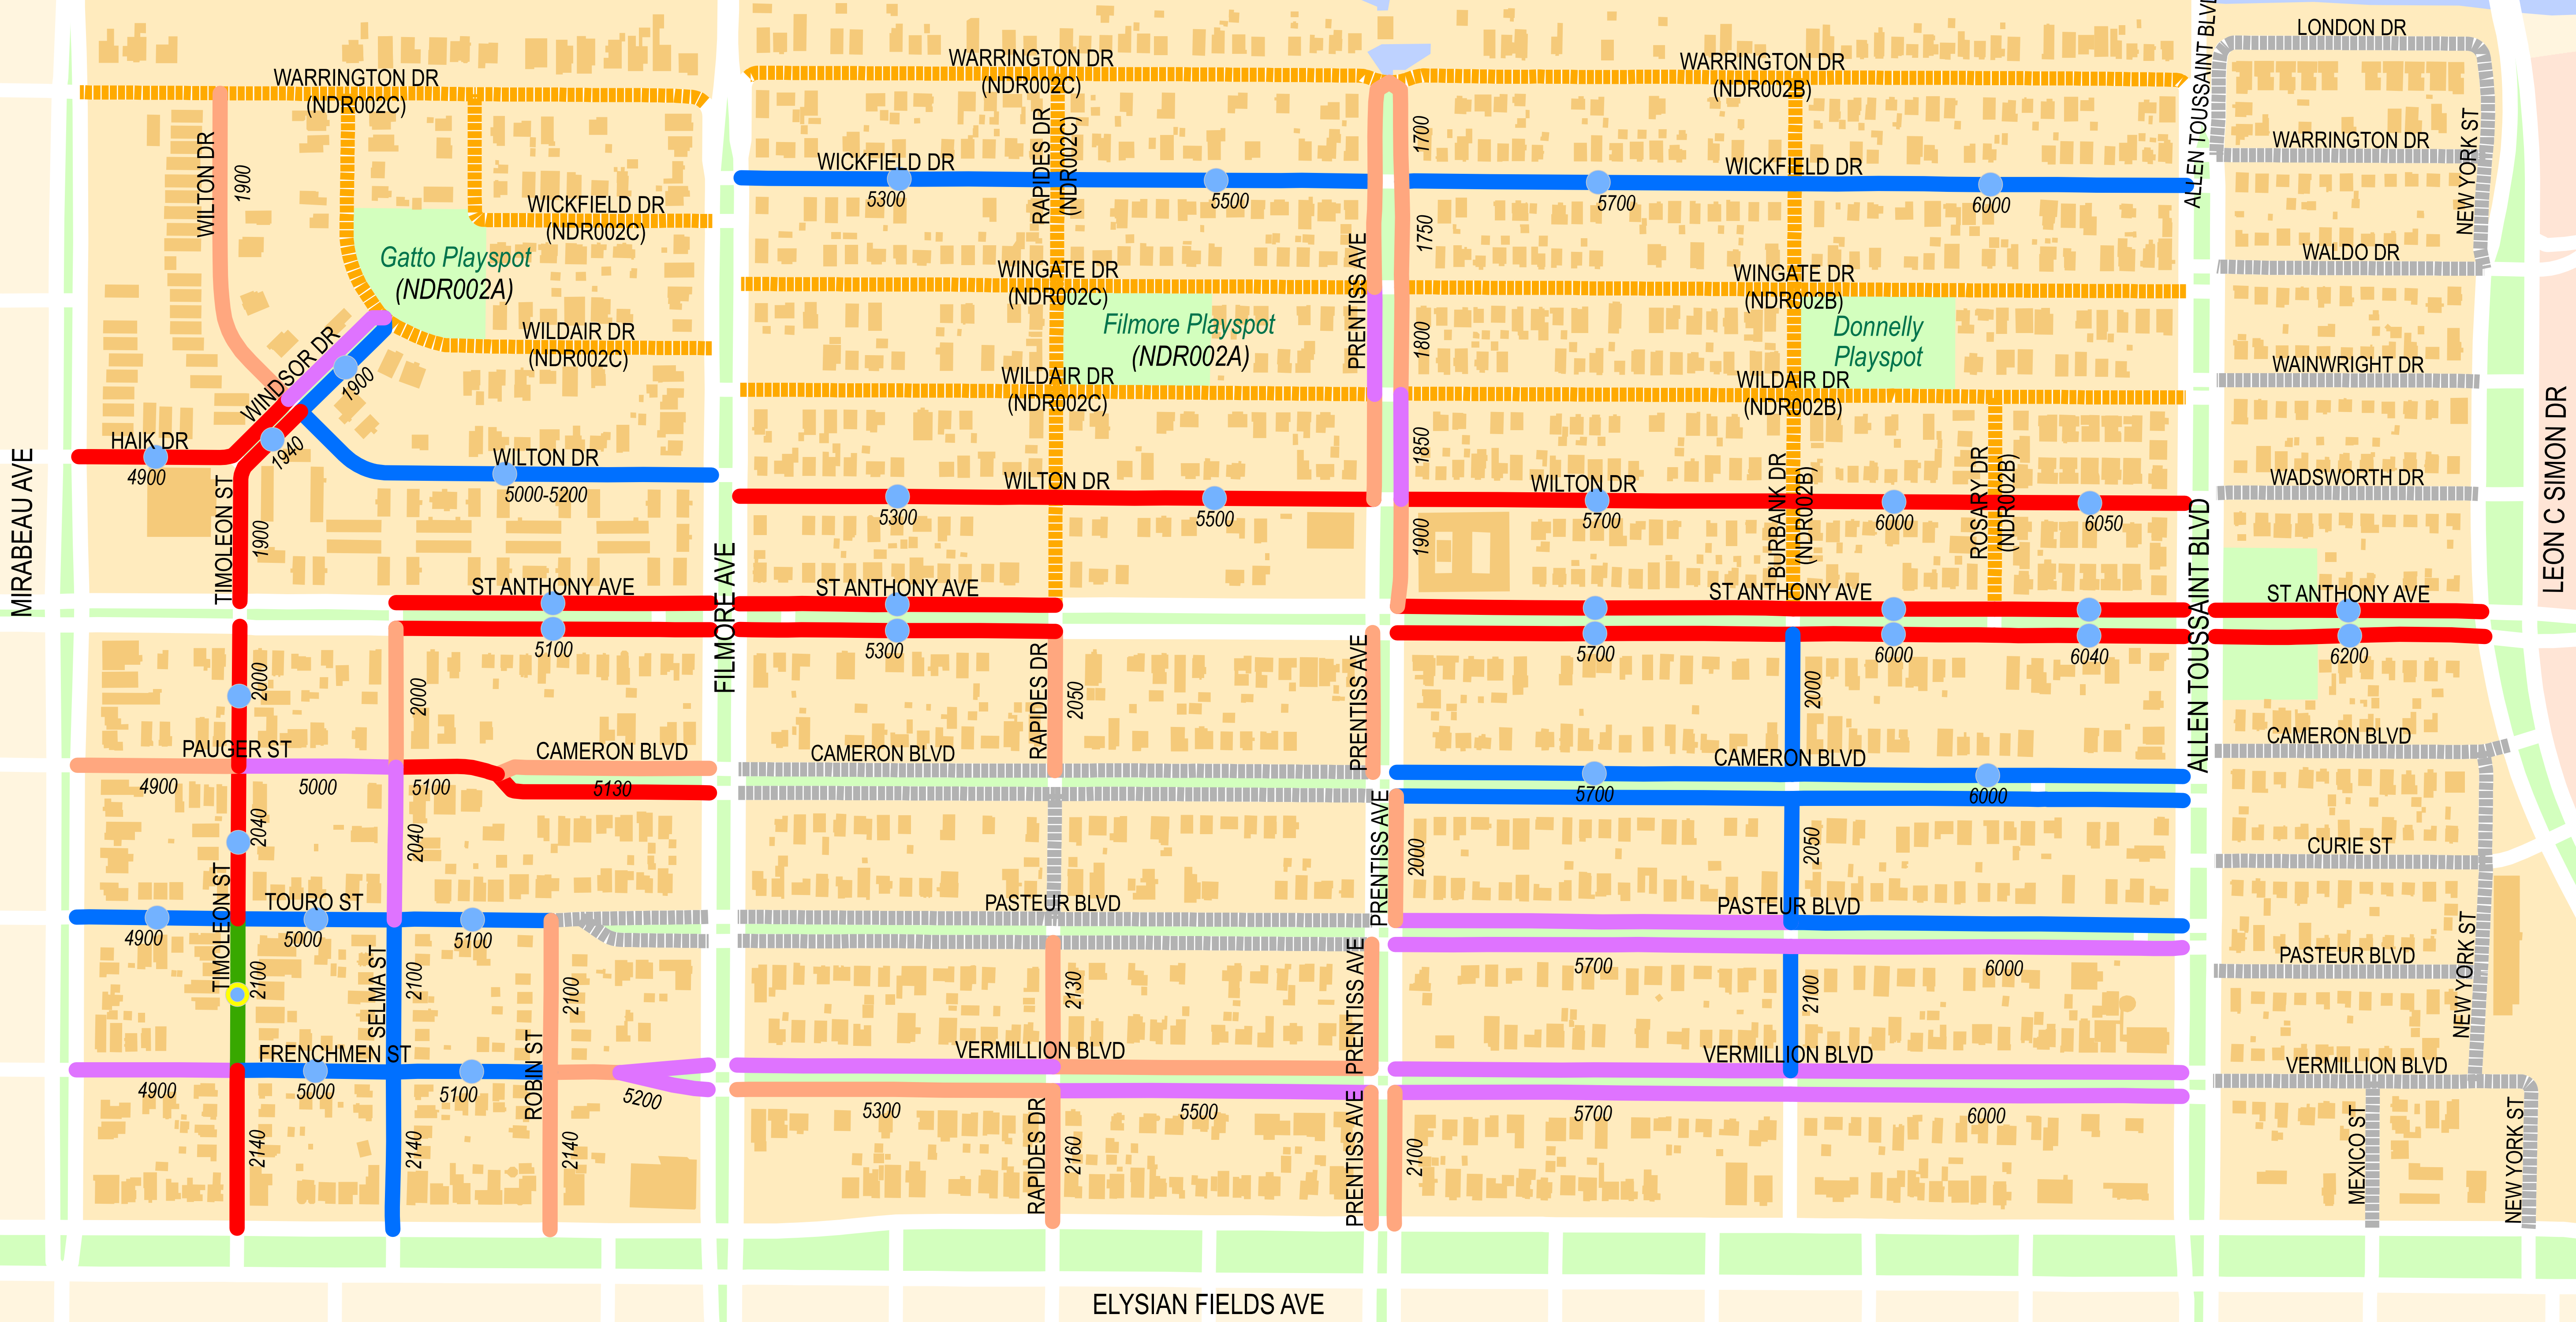 LONDON DR
WARRINGTON DR
(NDR002C)
WARRINGTON DR
(NDR002C)
WARRINGTON DR
(NDR002B)
ALLEN TOUSSAINT BLVD
WARRINGTON DR
NEW YORK ST
WILTON DR
1900
RAPIDES DR
(NDR002C)
1700
WICKFIELD DR
5300
5500
WICKFIELD DR
5700
6000
WICKFIELD DR
(NDR002C)
1750
WALDO DR
Gatto Playspot
(NDR002A)
WINGATE DR
(NDR002C)
WINGATE DR
(NDR002B)
PRENTISS AVE
WILDAIR DR
(NDR002C)
Filmore Playspot
(NDR002A)
1800
Donnelly
Playspot
WINDSOR DR
1900
WAINWRIGHT DR
WILDAIR DR
(NDR002C)
WILDAIR DR
(NDR002B)
HAIK DR
4900
1940
WILTON DR
5000-5200
WILTON DR
5300
5500
1850
WILTON DR
5700
6000
6050
WADSWORTH DR
MIRABEAU AVE
TIMOLEON ST
1900
1900
BURBANK DR
(NDR002B)
ROSARY DR
(NDR002B)
LEON C SIMON DR
ST ANTHONY AVE
5100
FILMORE AVE
ST ANTHONY AVE
5300
ST ANTHONY AVE
5700
6000
6040
ALLEN TOUSSAINT BLVD
ST ANTHONY AVE
6200
2000
2000
RAPIDES DR
2050
PRENTISS AVE
2000
PAUGER ST
4900
5000
5100
CAMERON BLVD
5130
CAMERON BLVD
CAMERON BLVD
5700
6000
CAMERON BLVD
2040
2040
PRENTISS AVE
2000
2050
CURIE ST
TIMOLEON ST
TOURO ST
4900
5000
5100
PASTEUR BLVD
PASTEUR BLVD
5700
6000
PASTEUR BLVD
NEW YORK ST
2100
SELMA ST
2100
2100
2130
PRENTISS AVE
2100
FRENCHMEN ST
4900
5000
5100
ROBIN ST
5200
VERMILLION BLVD
5300
5500
VERMILLION BLVD
5700
6000
VERMILLION BLVD
2140
2140
2140
RAPIDES DR
2160
PRENTISS AVE
2100
MEXICO ST
NEW YORK ST
ELYSIAN FIELDS AVE